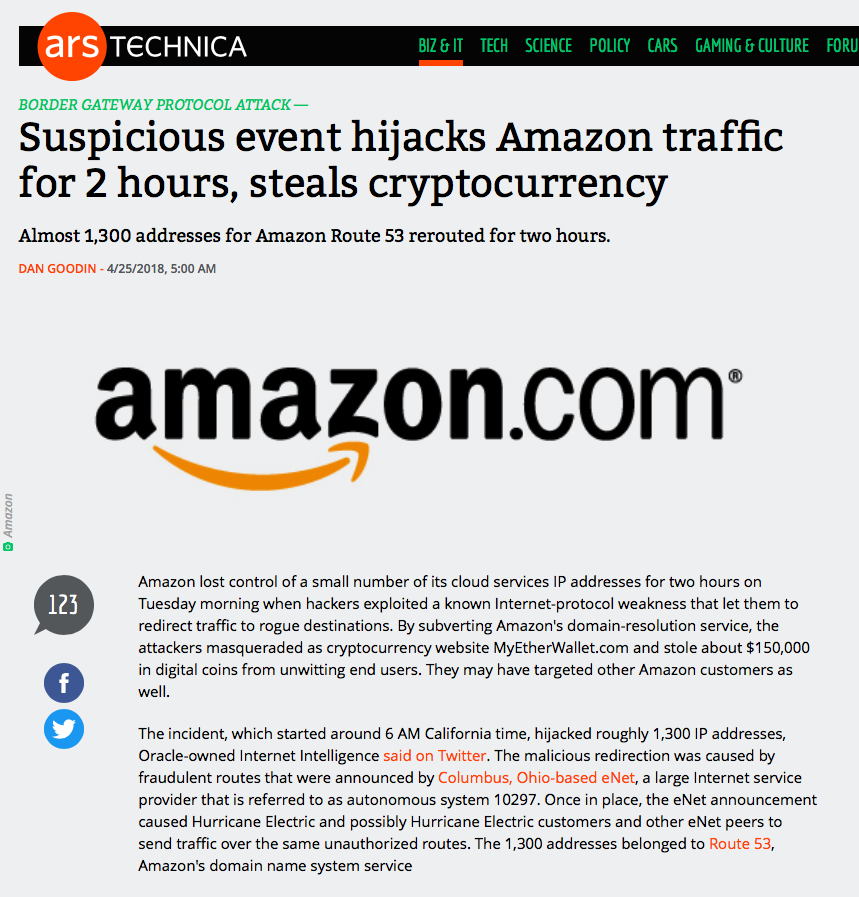 ars TECHNICA
BIZ & IT TECH SCIENCE POLICY CARS GAMING & CULTURE FORU
BORDER GATEWAY PROTOCOL ATTACK —
Suspicious event hijacks Amazon traffic
for 2 hours, steals cryptocurrency
Almost 1,300 addresses for Amazon Route 53 rerouted for two hours.
DAN GOODIN - 4/25/2018, 5:00 AM
amazon.com®
Amazon
123
Amazon lost control of a small number of its cloud services IP addresses for two hours on
Tuesday morning when hackers exploited a known Internet-protocol weakness that let them to
redirect traffic to rogue destinations. By subverting Amazon's domain-resolution service, the
attackers masqueraded as cryptocurrency website MyEtherWallet.com and stole about $150,000
in digital coins from unwitting end users. They may have targeted other Amazon customers as
well.
The incident, which started around 6 AM California time, hijacked roughly 1,300 IP addresses,
Oracle-owned Internet Intelligence said on Twitter. The malicious redirection was caused by
fraudulent routes that were announced by Columbus, Ohio-based eNet, a large Internet service
provider that is referred to as autonomous system 10297. Once in place, the eNet announcement
caused Hurricane Electric and possibly Hurricane Electric customers and other eNet peers to
send traffic over the same unauthorized routes. The 1,300 addresses belonged to Route 53,
Amazon's domain name system service